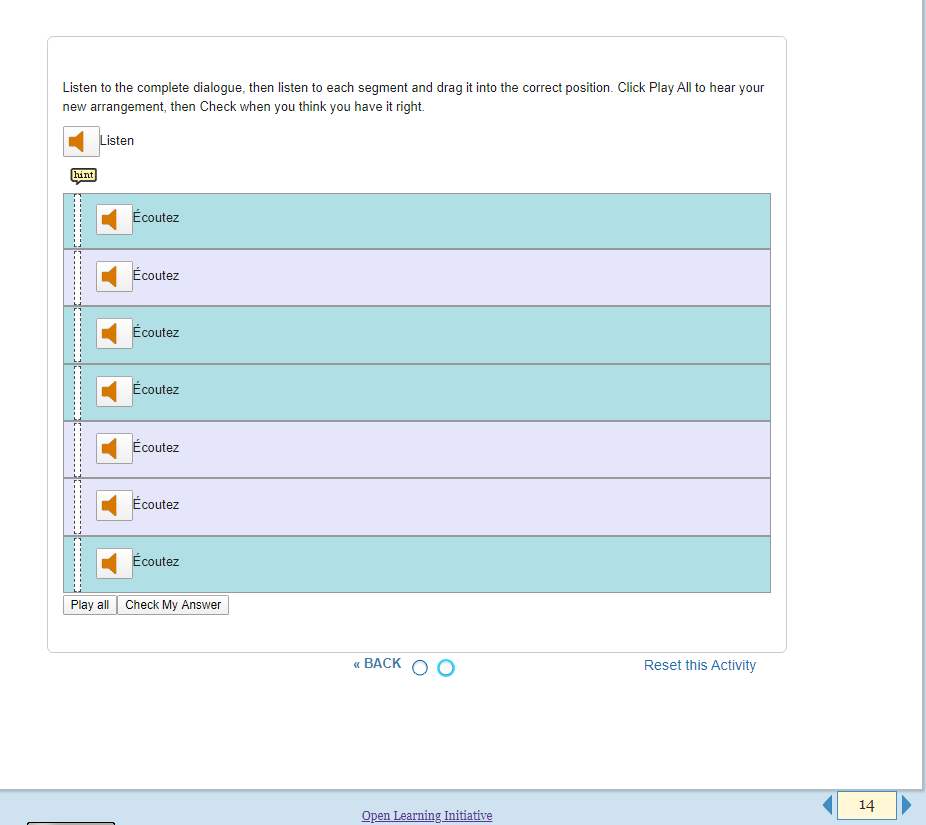 Listen to the complete dialogue, then listen to each segment and drag it into the correct position. Click Play All to hear your
new arrangement, then Check when you think you have it right.
Listen
hint
Écoutez
Écoutez
Écoutez
Écoutez
Écoutez
Écoutez
Écoutez
Play all Check My Answer
« BACK Reset this Activity
14
Open Learning Initiative